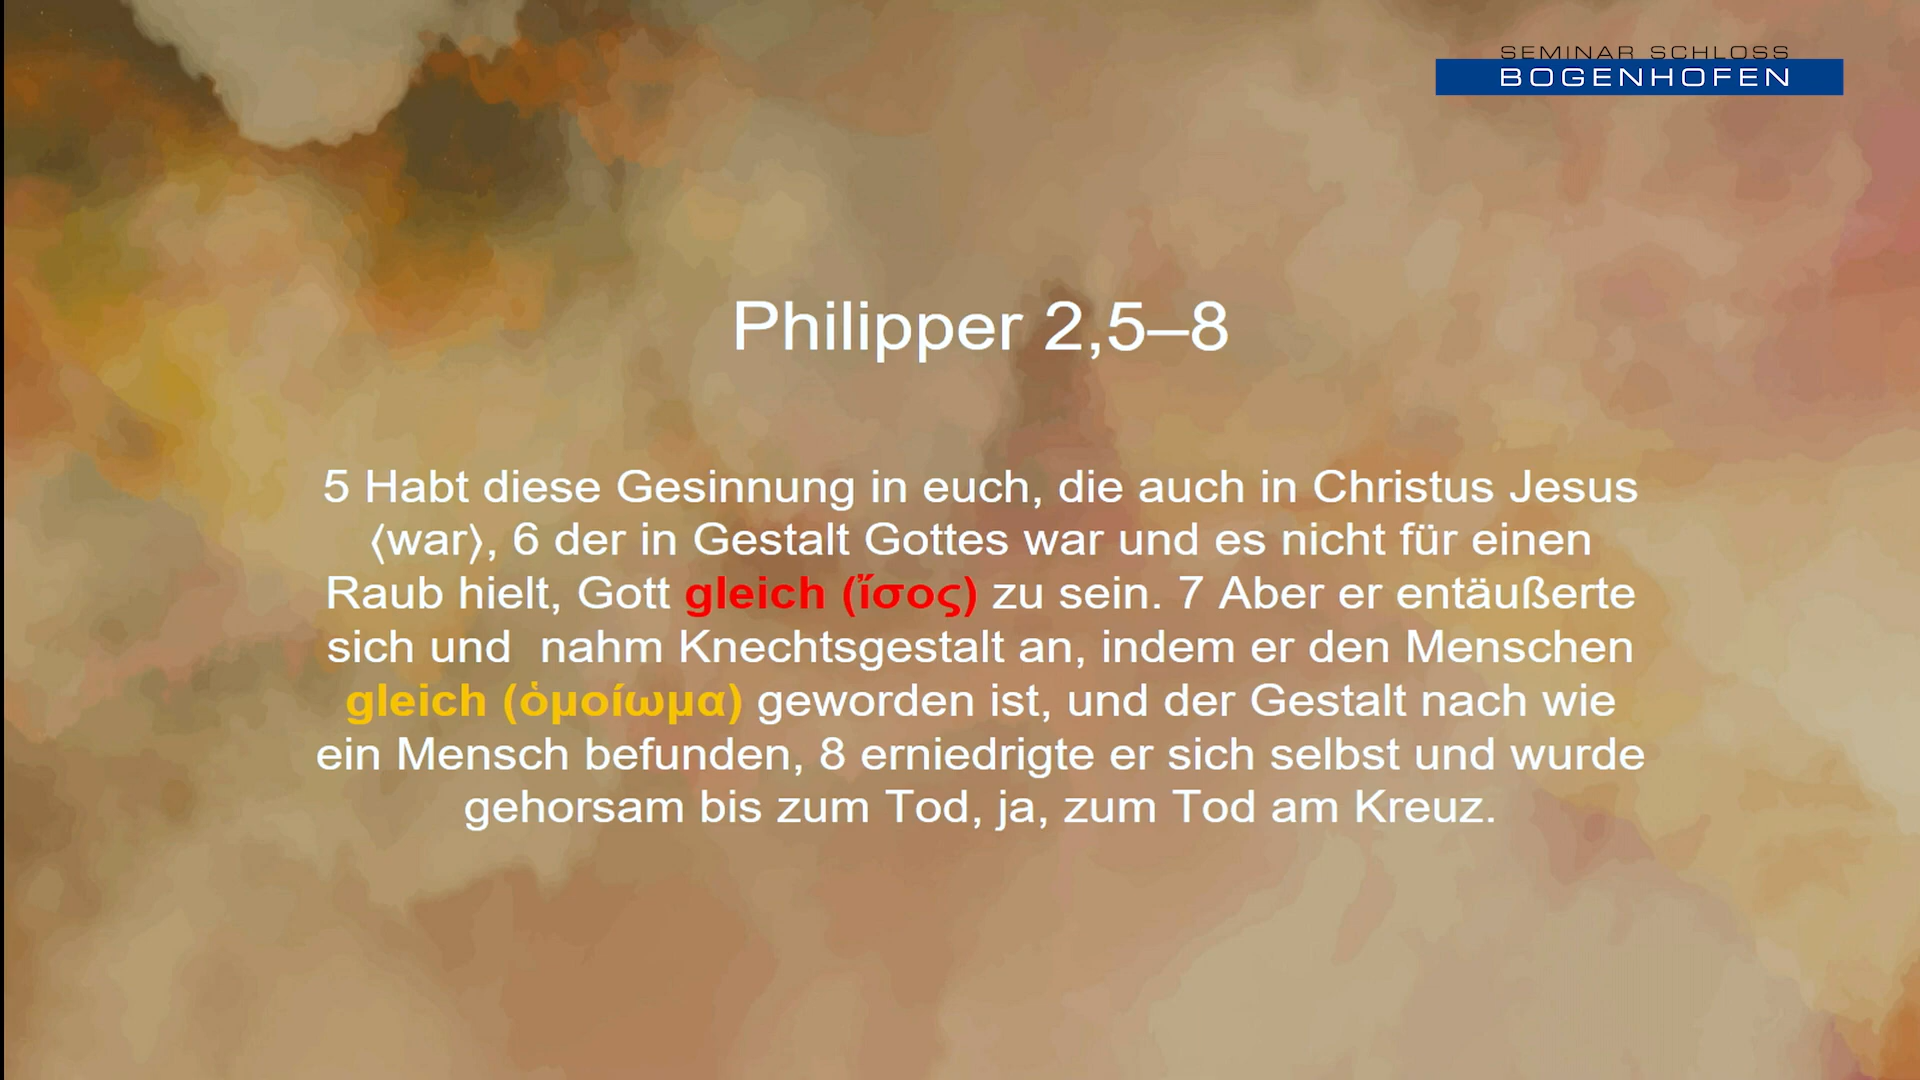 SEMINAR SCHLOSS
BOGENHOFEN
Philipper 2,5–8
5 Habt diese Gesinnung in euch, die auch in Christus Jesus
⟨war⟩, 6 der in Gestalt Gottes war und es nicht für einen
Raub hielt, Gott gleich (ἴσος) zu sein. 7 Aber er entäußerte
sich und nahm Knechtsgestalt an, indem er den Menschen
gleich (ὁμοίωμα) geworden ist, und der Gestalt nach wie
ein Mensch befunden, 8 erniedrigte er sich selbst und wurde
gehorsam bis zum Tod, ja, zum Tod am Kreuz.